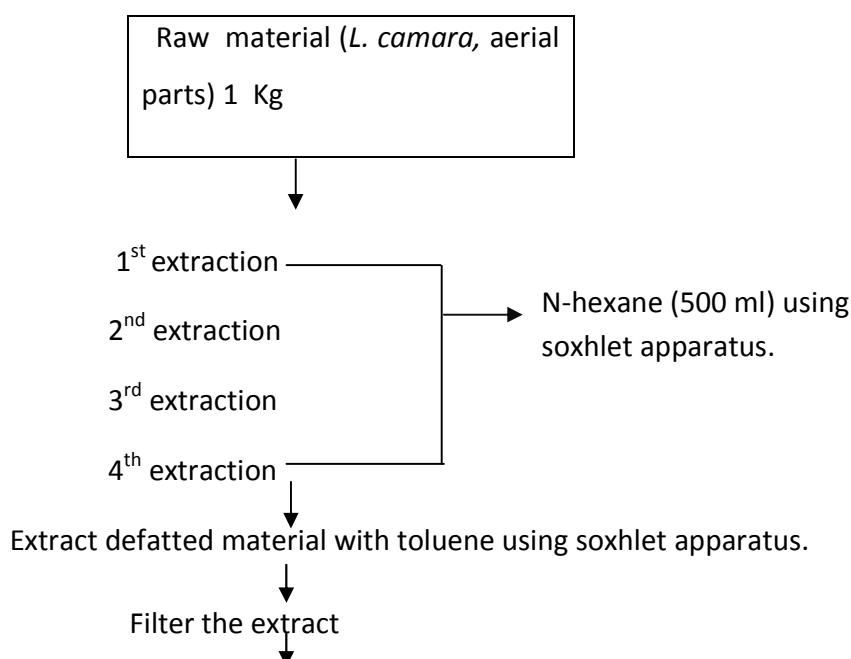 Raw material (L. camara, aerial
parts) 1 Kg
1st extraction
N-hexane (500 ml) using
2nd extraction
soxhlet apparatus.
3rd extraction
4th extraction
Extract defatted material with toluene using soxhlet apparatus.
Filter the extract